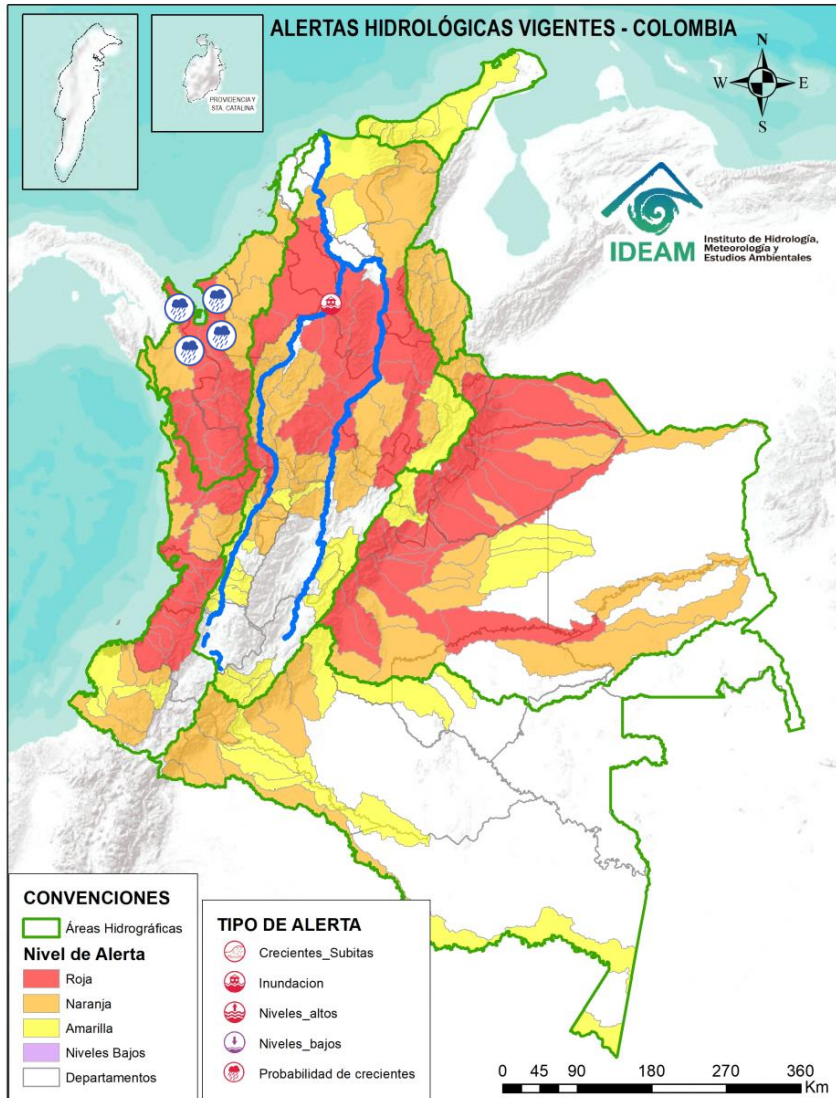 ALERTAS HIDROLÓGICAS VIGENTES - COLOMBIA
PROVIDENCIA Y
STA. CATALINA
N
W
E
S
IDEAM
Instituto de Hidrología,
Meteorología y
Estudios Ambientales
CONVENCIONES
Áreas Hidrográficas
Nivel de Alerta
Roja
Naranja
Amarilla
Niveles Bajos
Departamentos
TIPO DE ALERTA
Crecientes_Subitas
Inundacion
Niveles_altos
Niveles_bajos
Probabilidad de crecientes
0 45 90 180 270 360
Km